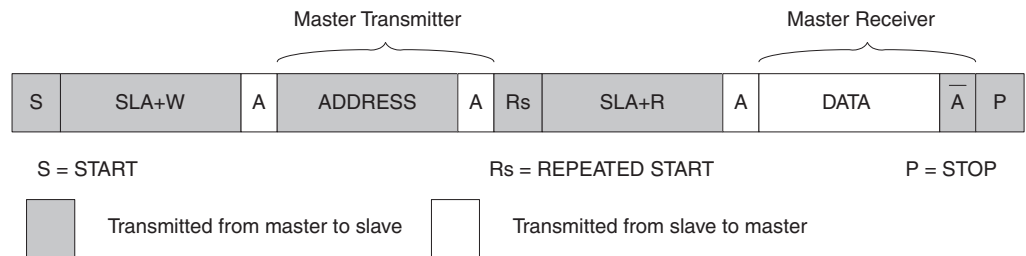 Master Transmitter Master Receiver
S SLA+W A ADDRESS A Rs SLA+R A DATA A̅ P
S = START Rs = REPEATED START P = STOP
Transmitted from master to slave Transmitted from slave to master